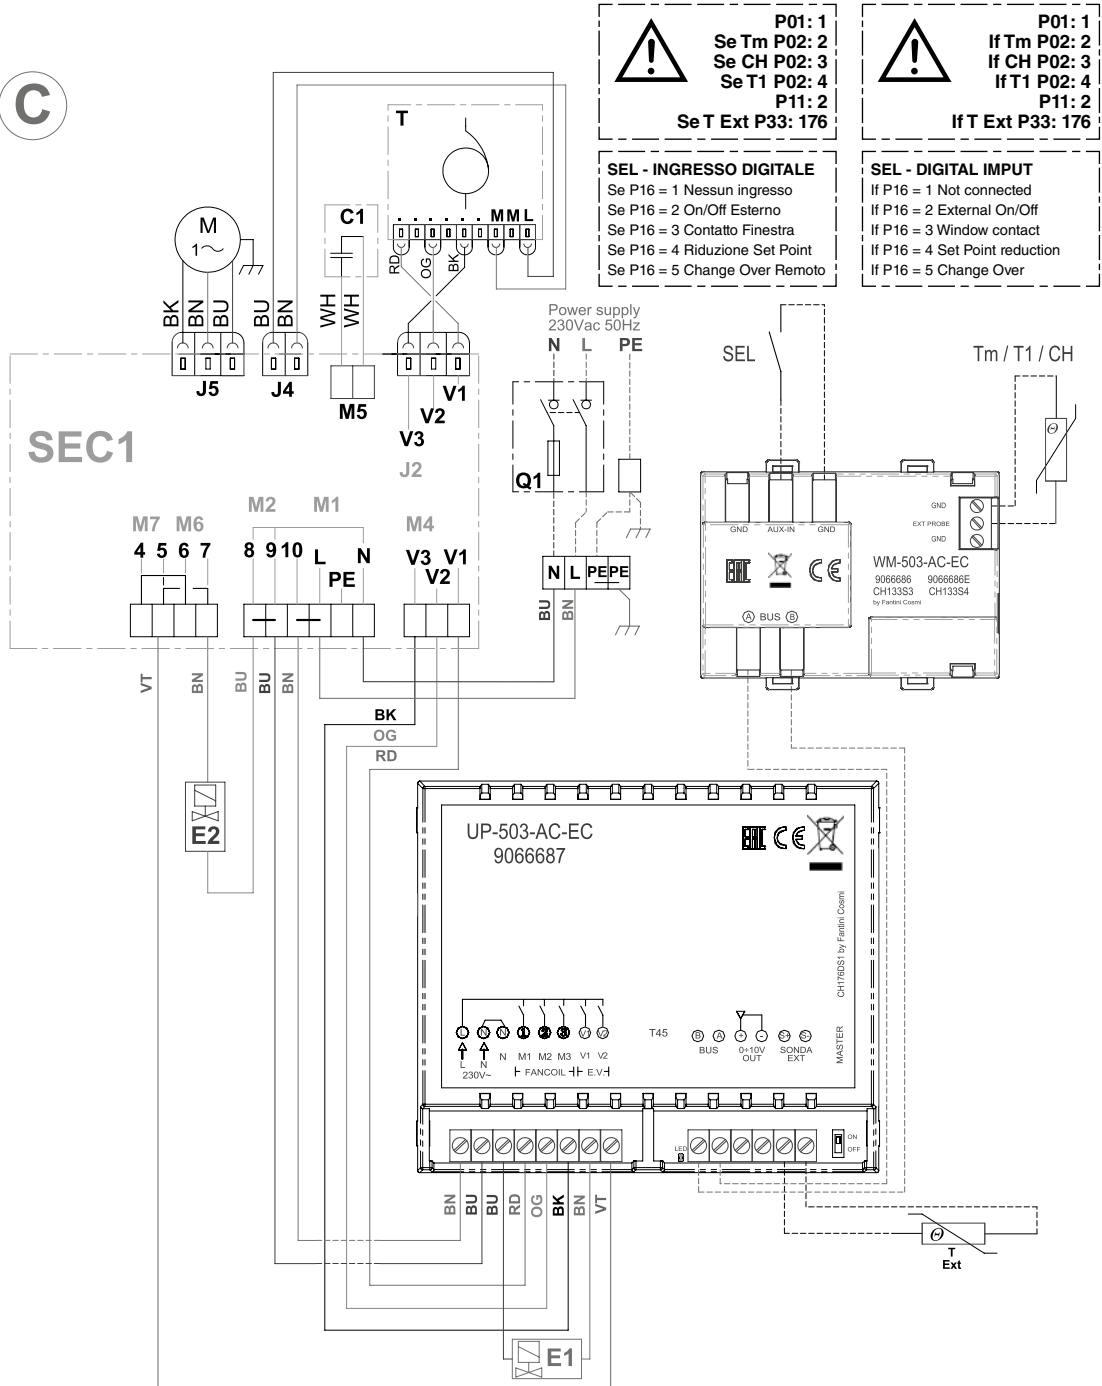 C
P01: 1
Se Tm P02: 2
Se CH P02: 3
Se T1 P02: 4
P11: 2
Se T Ext P33: 176
P01: 1
If Tm P02: 2
If CH P02: 3
If T1 P02: 4
P11: 2
If T Ext P33: 176
SEL - INGRESSO DIGITALE
Se P16 = 1 Nessun ingresso
Se P16 = 2 On/Off Esterno
Se P16 = 3 Contatto Finestra
Se P16 = 4 Riduzione Set Point
Se P16 = 5 Change Over Remoto
SEL - DIGITAL IMPUT
If P16 = 1 Not connected
If P16 = 2 External On/Off
If P16 = 3 Window contact
If P16 = 4 Set Point reduction
If P16 = 5 Change Over
T
M M L
C1
M
1~
RD
OG
BK
BK
BN
BU
BU
BN
WH
WH
J5
J4
M5
V1
V2
V3
J2
SEC1
Power supply
230Vac 50Hz
N L PE
Q1
N L PE PE
BU
BN
SEL
Tm / T1 / CH
Θ
GND AUX-IN GND
GND
EXT PROBE
GND
EAC CE
WM-503-AC-EC
9066686 9066686E
CH133S3 CH133S4
by Fantini Cosmi
A BUS B
M7 M6
4 5 6 7
M2 M1
8 9 10 L PE N
M4
V3 V2 V1
VT
BN
BU
BU
BN
BK
OG
RD
E2
UP-503-AC-EC
9066687
EAC CE
CH176DS1 by Fantini Cosmi
MASTER
L N N 1 2 3 V1 V2
L N N M1 M2 M3 V1 V2
230V~
FANCOIL E.V.
T45
B A + - S+ S-
BUS 0÷10V OUT SONDA EXT
LED
ON
OFF
BN
BU
BU
RD
OG
BK
BN
VT
Θ
T
Ext
E1